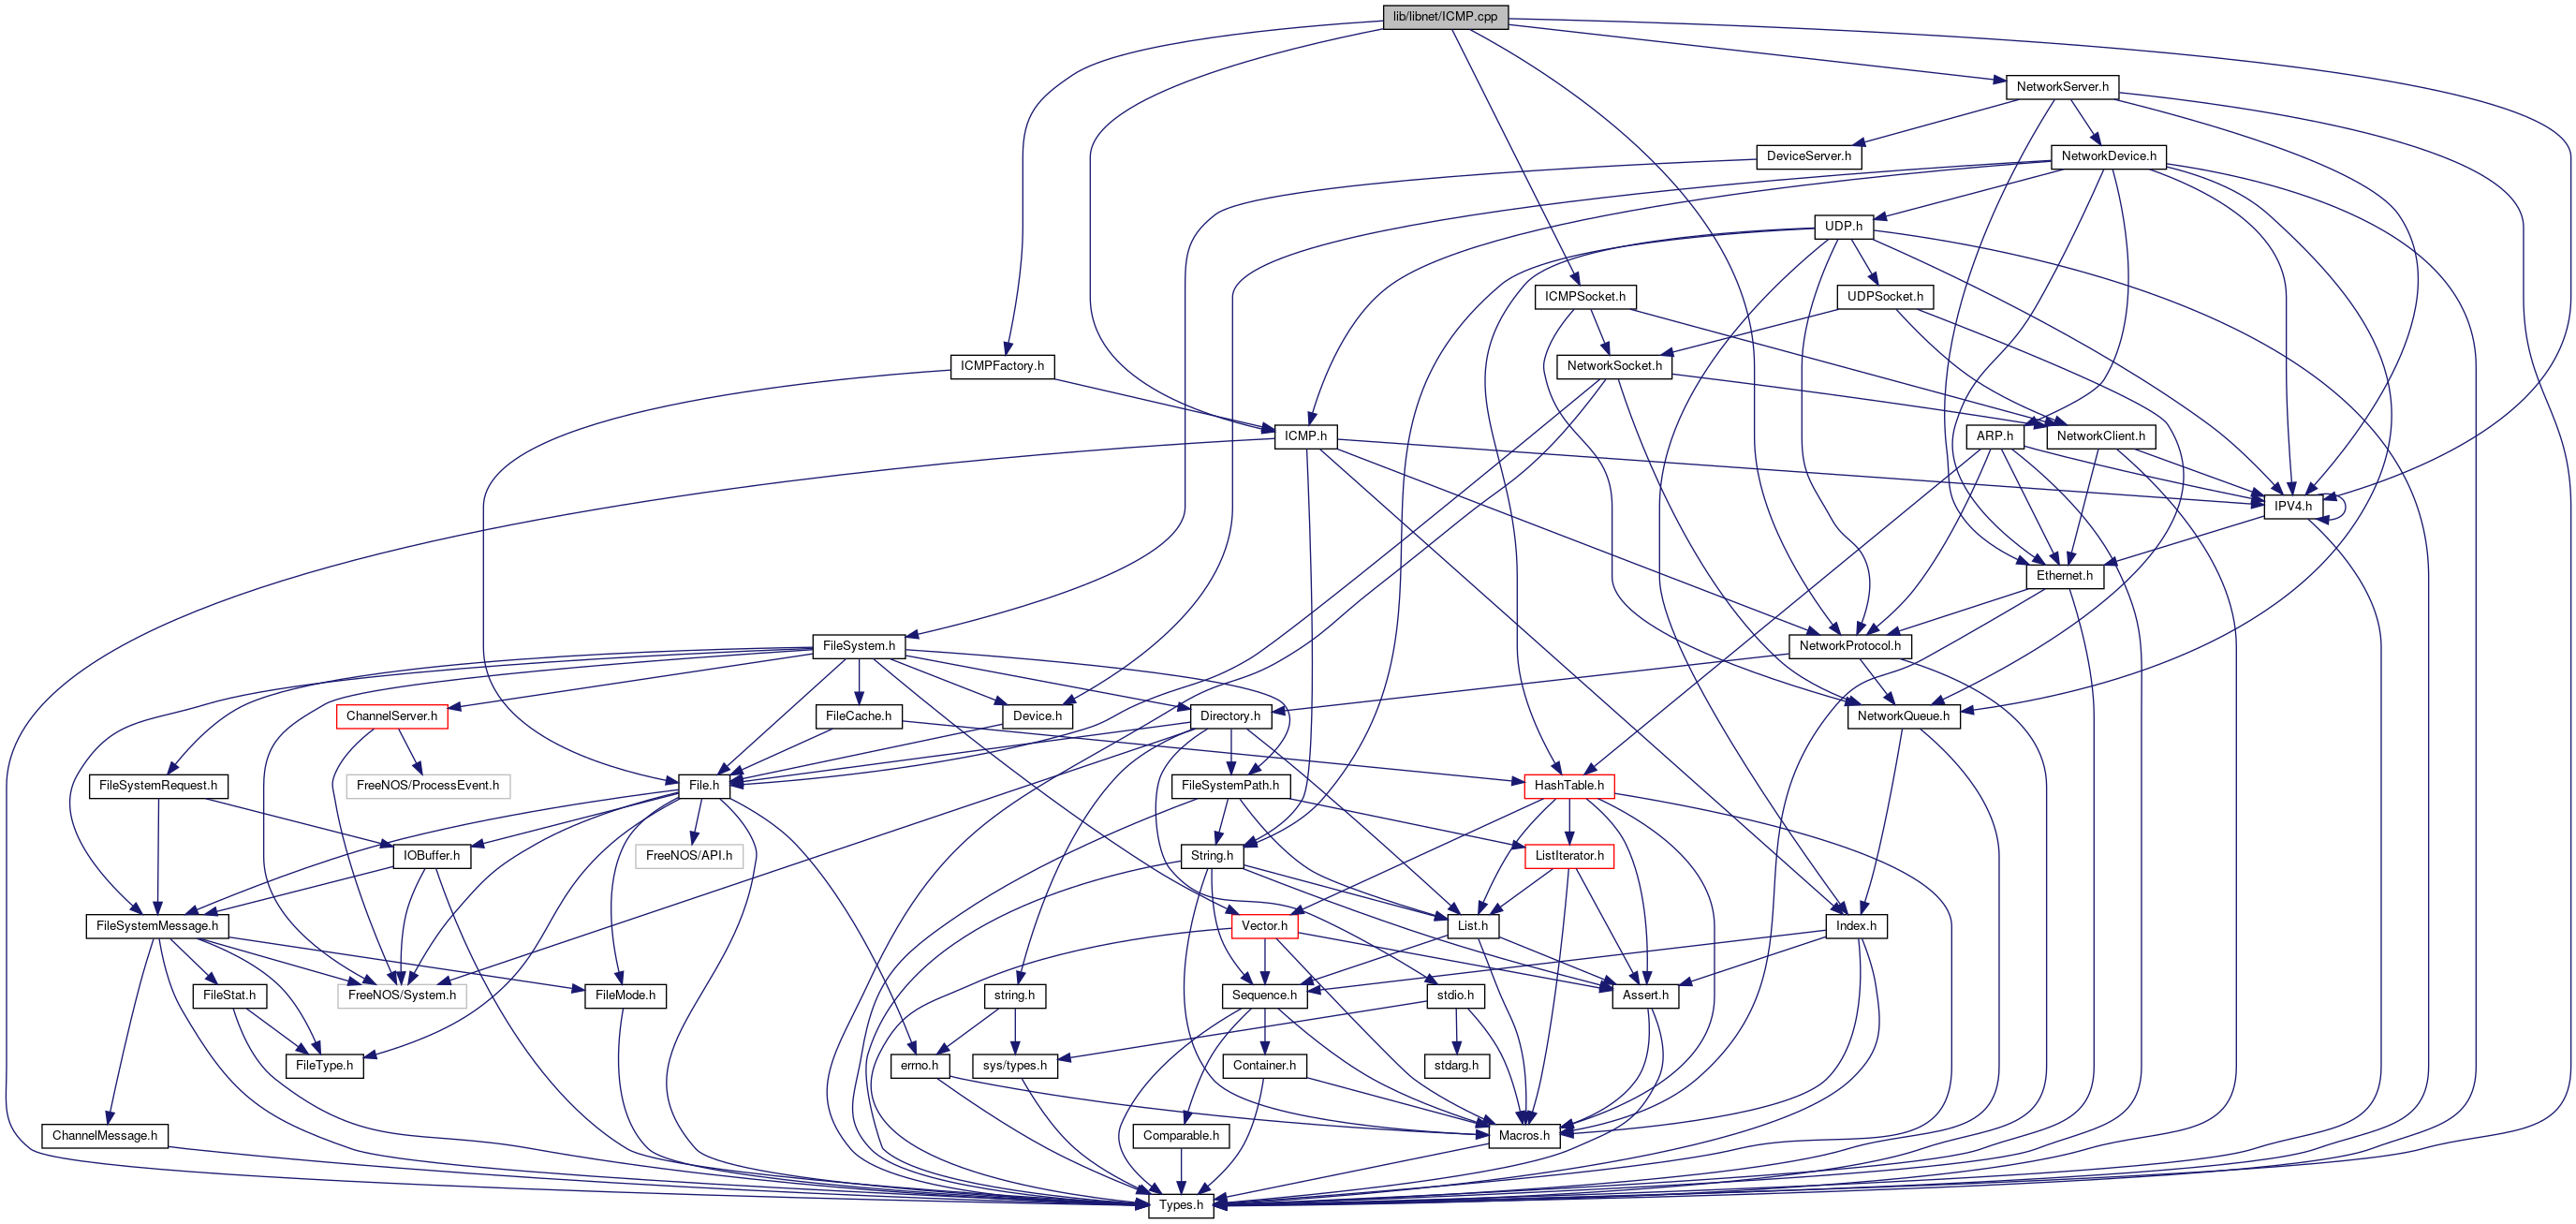 lib/libnet/ICMP.cpp
NetworkServer.h
DeviceServer.h
NetworkDevice.h
UDP.h
ICMPSocket.h
UDPSocket.h
ICMPFactory.h
NetworkSocket.h
ICMP.h
ARP.h
NetworkClient.h
IPV4.h
Ethernet.h
FileSystem.h
NetworkProtocol.h
ChannelServer.h
FileCache.h
Device.h
Directory.h
NetworkQueue.h
FileSystemRequest.h
FreeNOS/ProcessEvent.h
File.h
FileSystemPath.h
HashTable.h
IOBuffer.h
FreeNOS/API.h
String.h
ListIterator.h
FileSystemMessage.h
Vector.h
List.h
Index.h
FileStat.h
FreeNOS/System.h
FileMode.h
string.h
Sequence.h
stdio.h
Assert.h
FileType.h
errno.h
sys/types.h
Container.h
stdarg.h
ChannelMessage.h
Comparable.h
Macros.h
Types.h